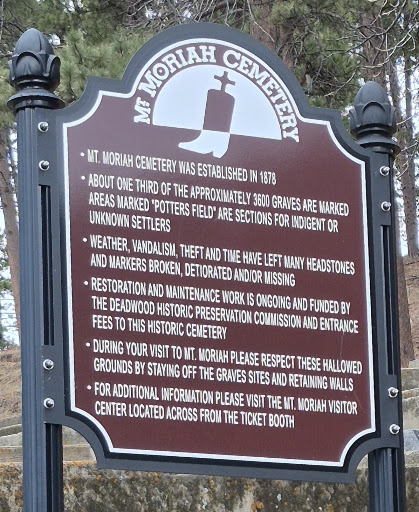 MT MORIAH CEMETERY
• MT. MORIAH CEMETERY WAS ESTABLISHED IN 1878
• ABOUT ONE THIRD OF THE APPROXIMATELY 3600 GRAVES ARE MARKED
AREAS MARKED "POTTERS FIELD" ARE SECTIONS FOR INDIGENT OR
UNKNOWN SETTLERS
• WEATHER, VANDALISM, THEFT AND TIME HAVE LEFT MANY HEADSTONES
AND MARKERS BROKEN, DETIORATED AND/OR MISSING
• RESTORATION AND MAINTENANCE WORK IS ONGOING AND FUNDED BY
THE DEADWOOD HISTORIC PRESERVATION COMMISSION AND ENTRANCE
FEES TO THIS HISTORIC CEMETERY
• DURING YOUR VISIT TO MT. MORIAH PLEASE RESPECT THESE HALLOWED
GROUNDS BY STAYING OFF THE GRAVES SITES AND RETAINING WALLS
• FOR ADDITIONAL INFORMATION PLEASE VISIT THE MT. MORIAH VISITOR
CENTER LOCATED ACROSS FROM THE TICKET BOOTH